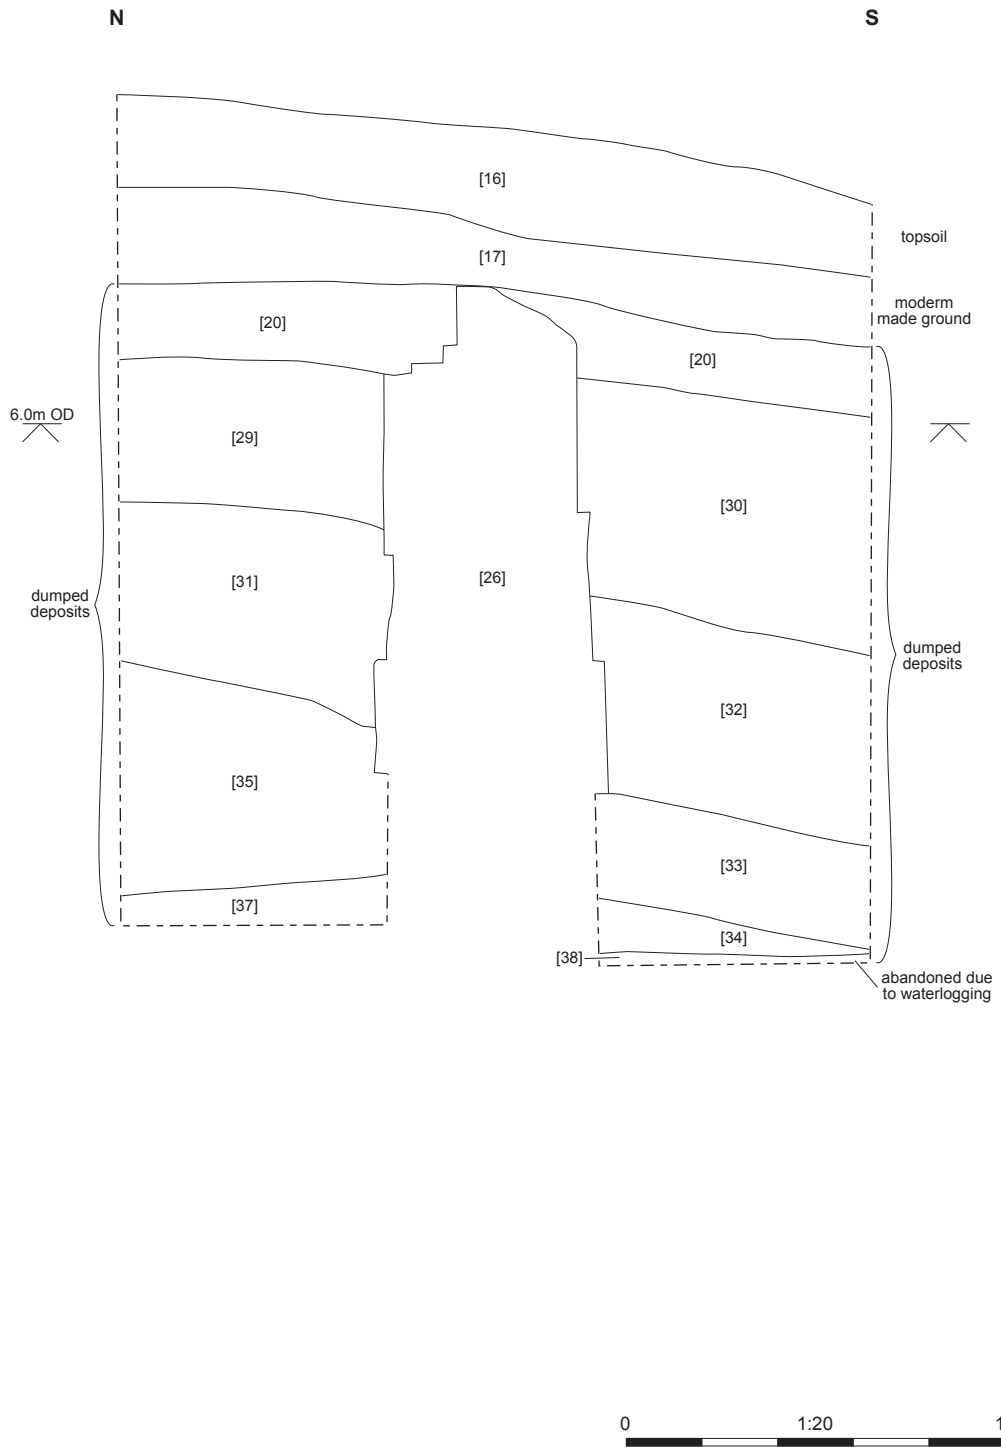 N
S
[16]
topsoil
[17]
moderm
made ground
[20]
[20]
6.0m OD
[29]
[30]
[26]
[31]
dumped
deposits
dumped
deposits
[32]
[35]
[33]
[37]
[34]
[38]
abandoned due
to waterlogging
0
1:20
1